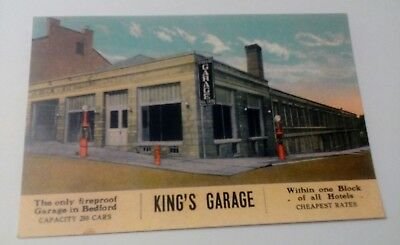 GARAGE
The only fireproof
Garage in Bedford
CAPACITY 250 CARS
KING'S GARAGE
Within one Block
of all Hotels
CHEAPEST RATES